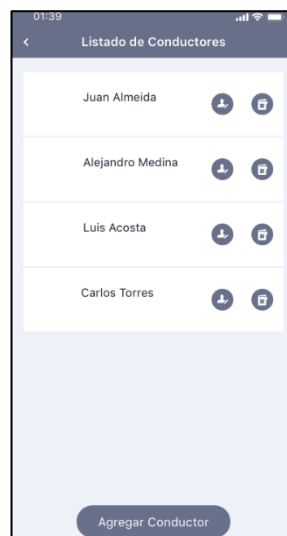 01:39
Listado de Conductores
Juan Almeida
Alejandro Medina
Luis Acosta
Carlos Torres
Agregar Conductor